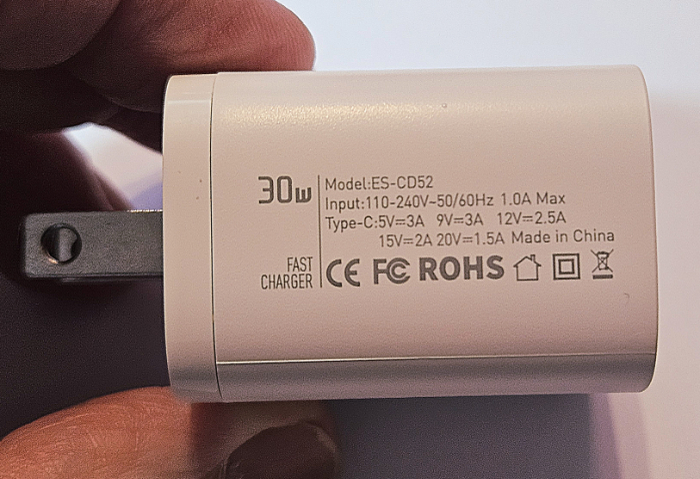 30W
Model:ES-CD52
Input:110-240V~50/60Hz 1.0A Max
Type-C:5V⎓3A 9V⎓3A 12V⎓2.5A
15V⎓2A 20V⎓1.5A Made in China
FAST
CHARGER
CE FC ROHS